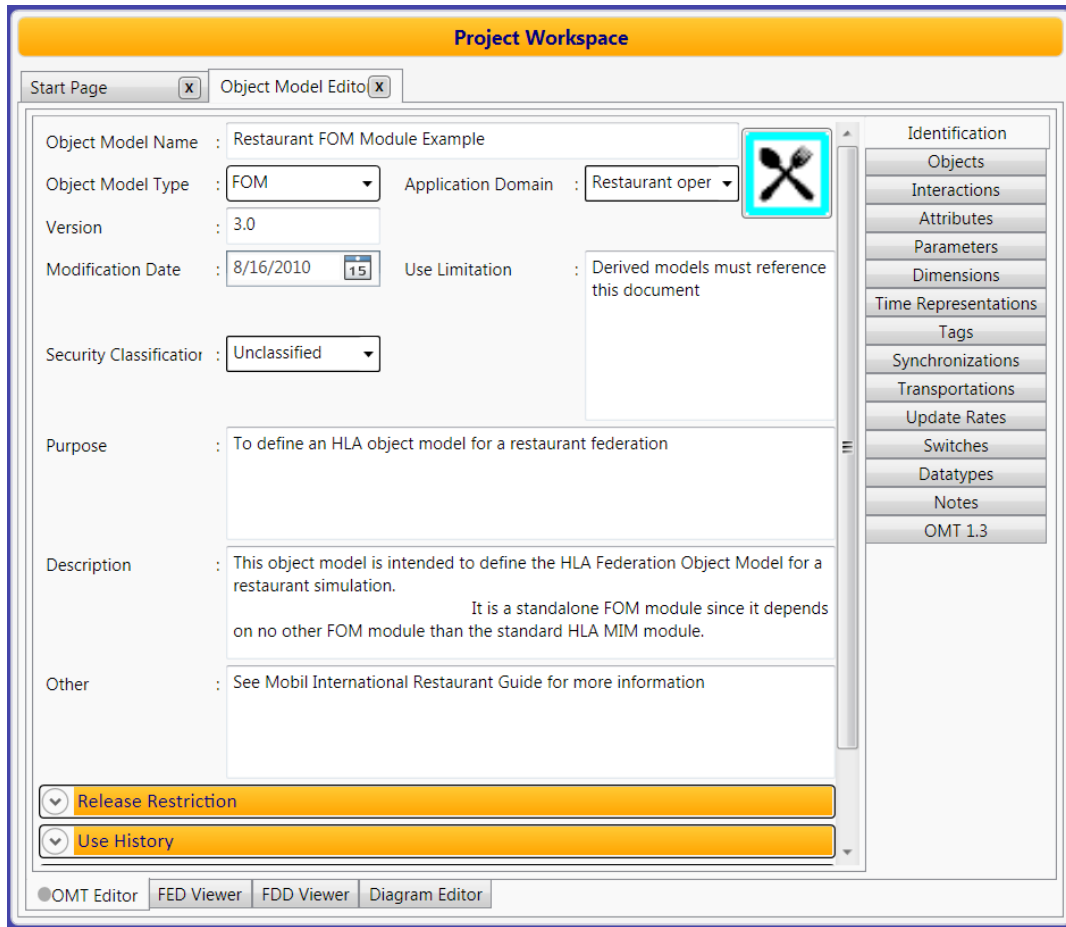 Project Workspace
Start Page x Object Model Edito x
Object Model Name : Restaurant FOM Module Example
Object Model Type : FOM Application Domain : Restaurant oper
Version : 3.0
Modification Date : 8/16/2010 15 Use Limitation : Derived models must reference
this document
Security Classification : Unclassified
Purpose : To define an HLA object model for a restaurant federation
Description : This object model is intended to define the HLA Federation Object Model for a
restaurant simulation.
It is a standalone FOM module since it depends
on no other FOM module than the standard HLA MIM module.
Other : See Mobil International Restaurant Guide for more information
Release Restriction
Use History
Identification
Objects
Interactions
Attributes
Parameters
Dimensions
Time Representations
Tags
Synchronizations
Transportations
Update Rates
Switches
Datatypes
Notes
OMT 1.3
OMT Editor FED Viewer FDD Viewer Diagram Editor